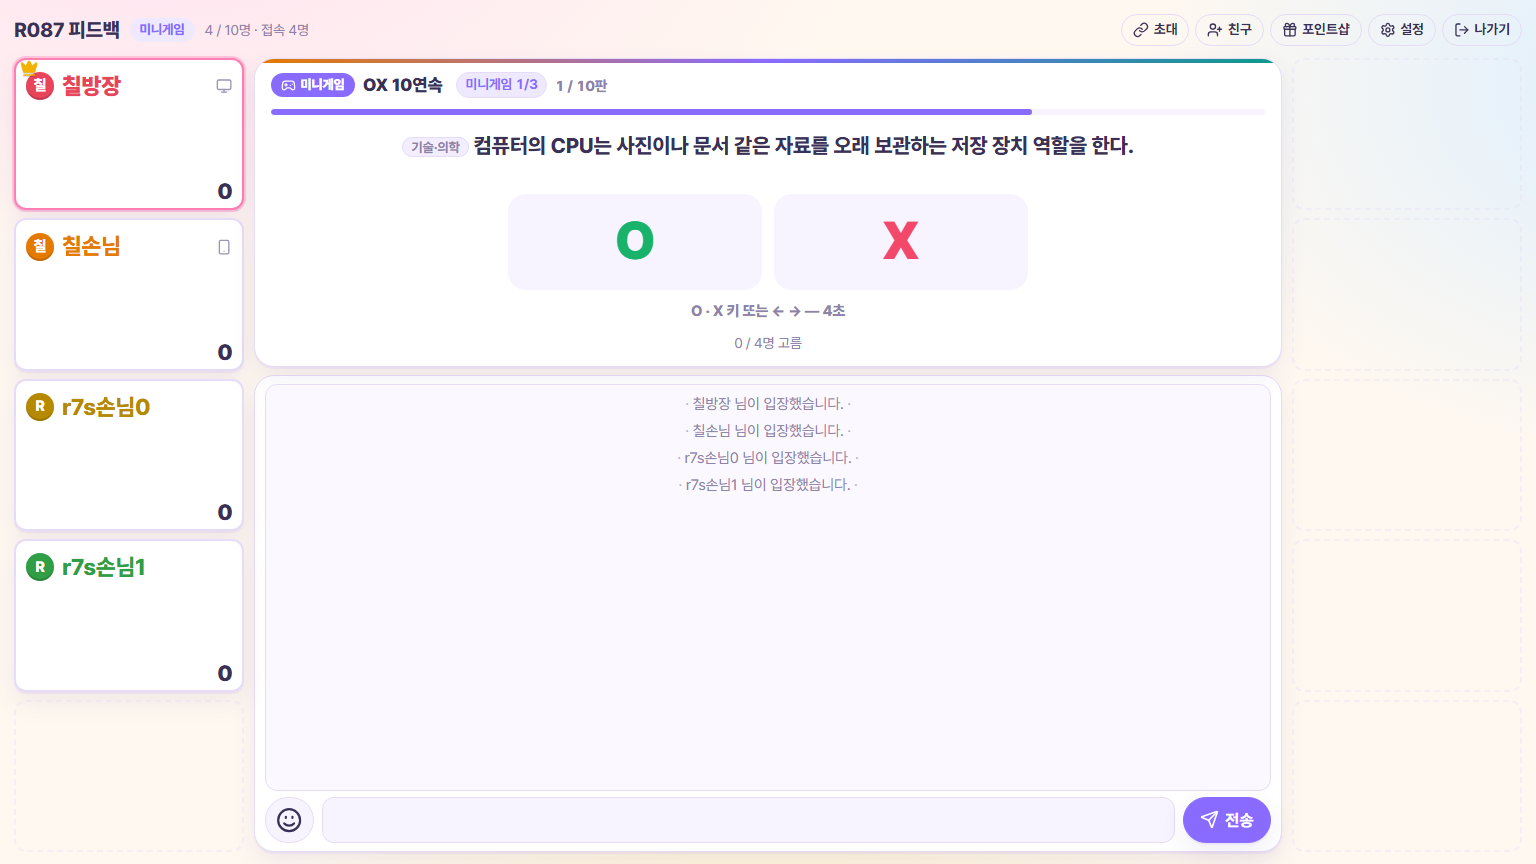 R087 피드백 미니게임 4 / 10명 · 접속 4명
초대 친구 포인트샵 설정 나가기
칠 칠방장
0
칠 칠손님
0
R r7s손님0
0
R r7s손님1
0
미니게임 OX 10연속 미니게임 1/3 1 / 10판
기술·의학 컴퓨터의 CPU는 사진이나 문서 같은 자료를 오래 보관하는 저장 장치 역할을 한다.
O X
O · X 키 또는 ← → — 4초
0 / 4명 고름
· 칠방장 님이 입장했습니다. ·
· 칠손님 님이 입장했습니다. ·
· r7s손님0 님이 입장했습니다. ·
· r7s손님1 님이 입장했습니다. ·
전송